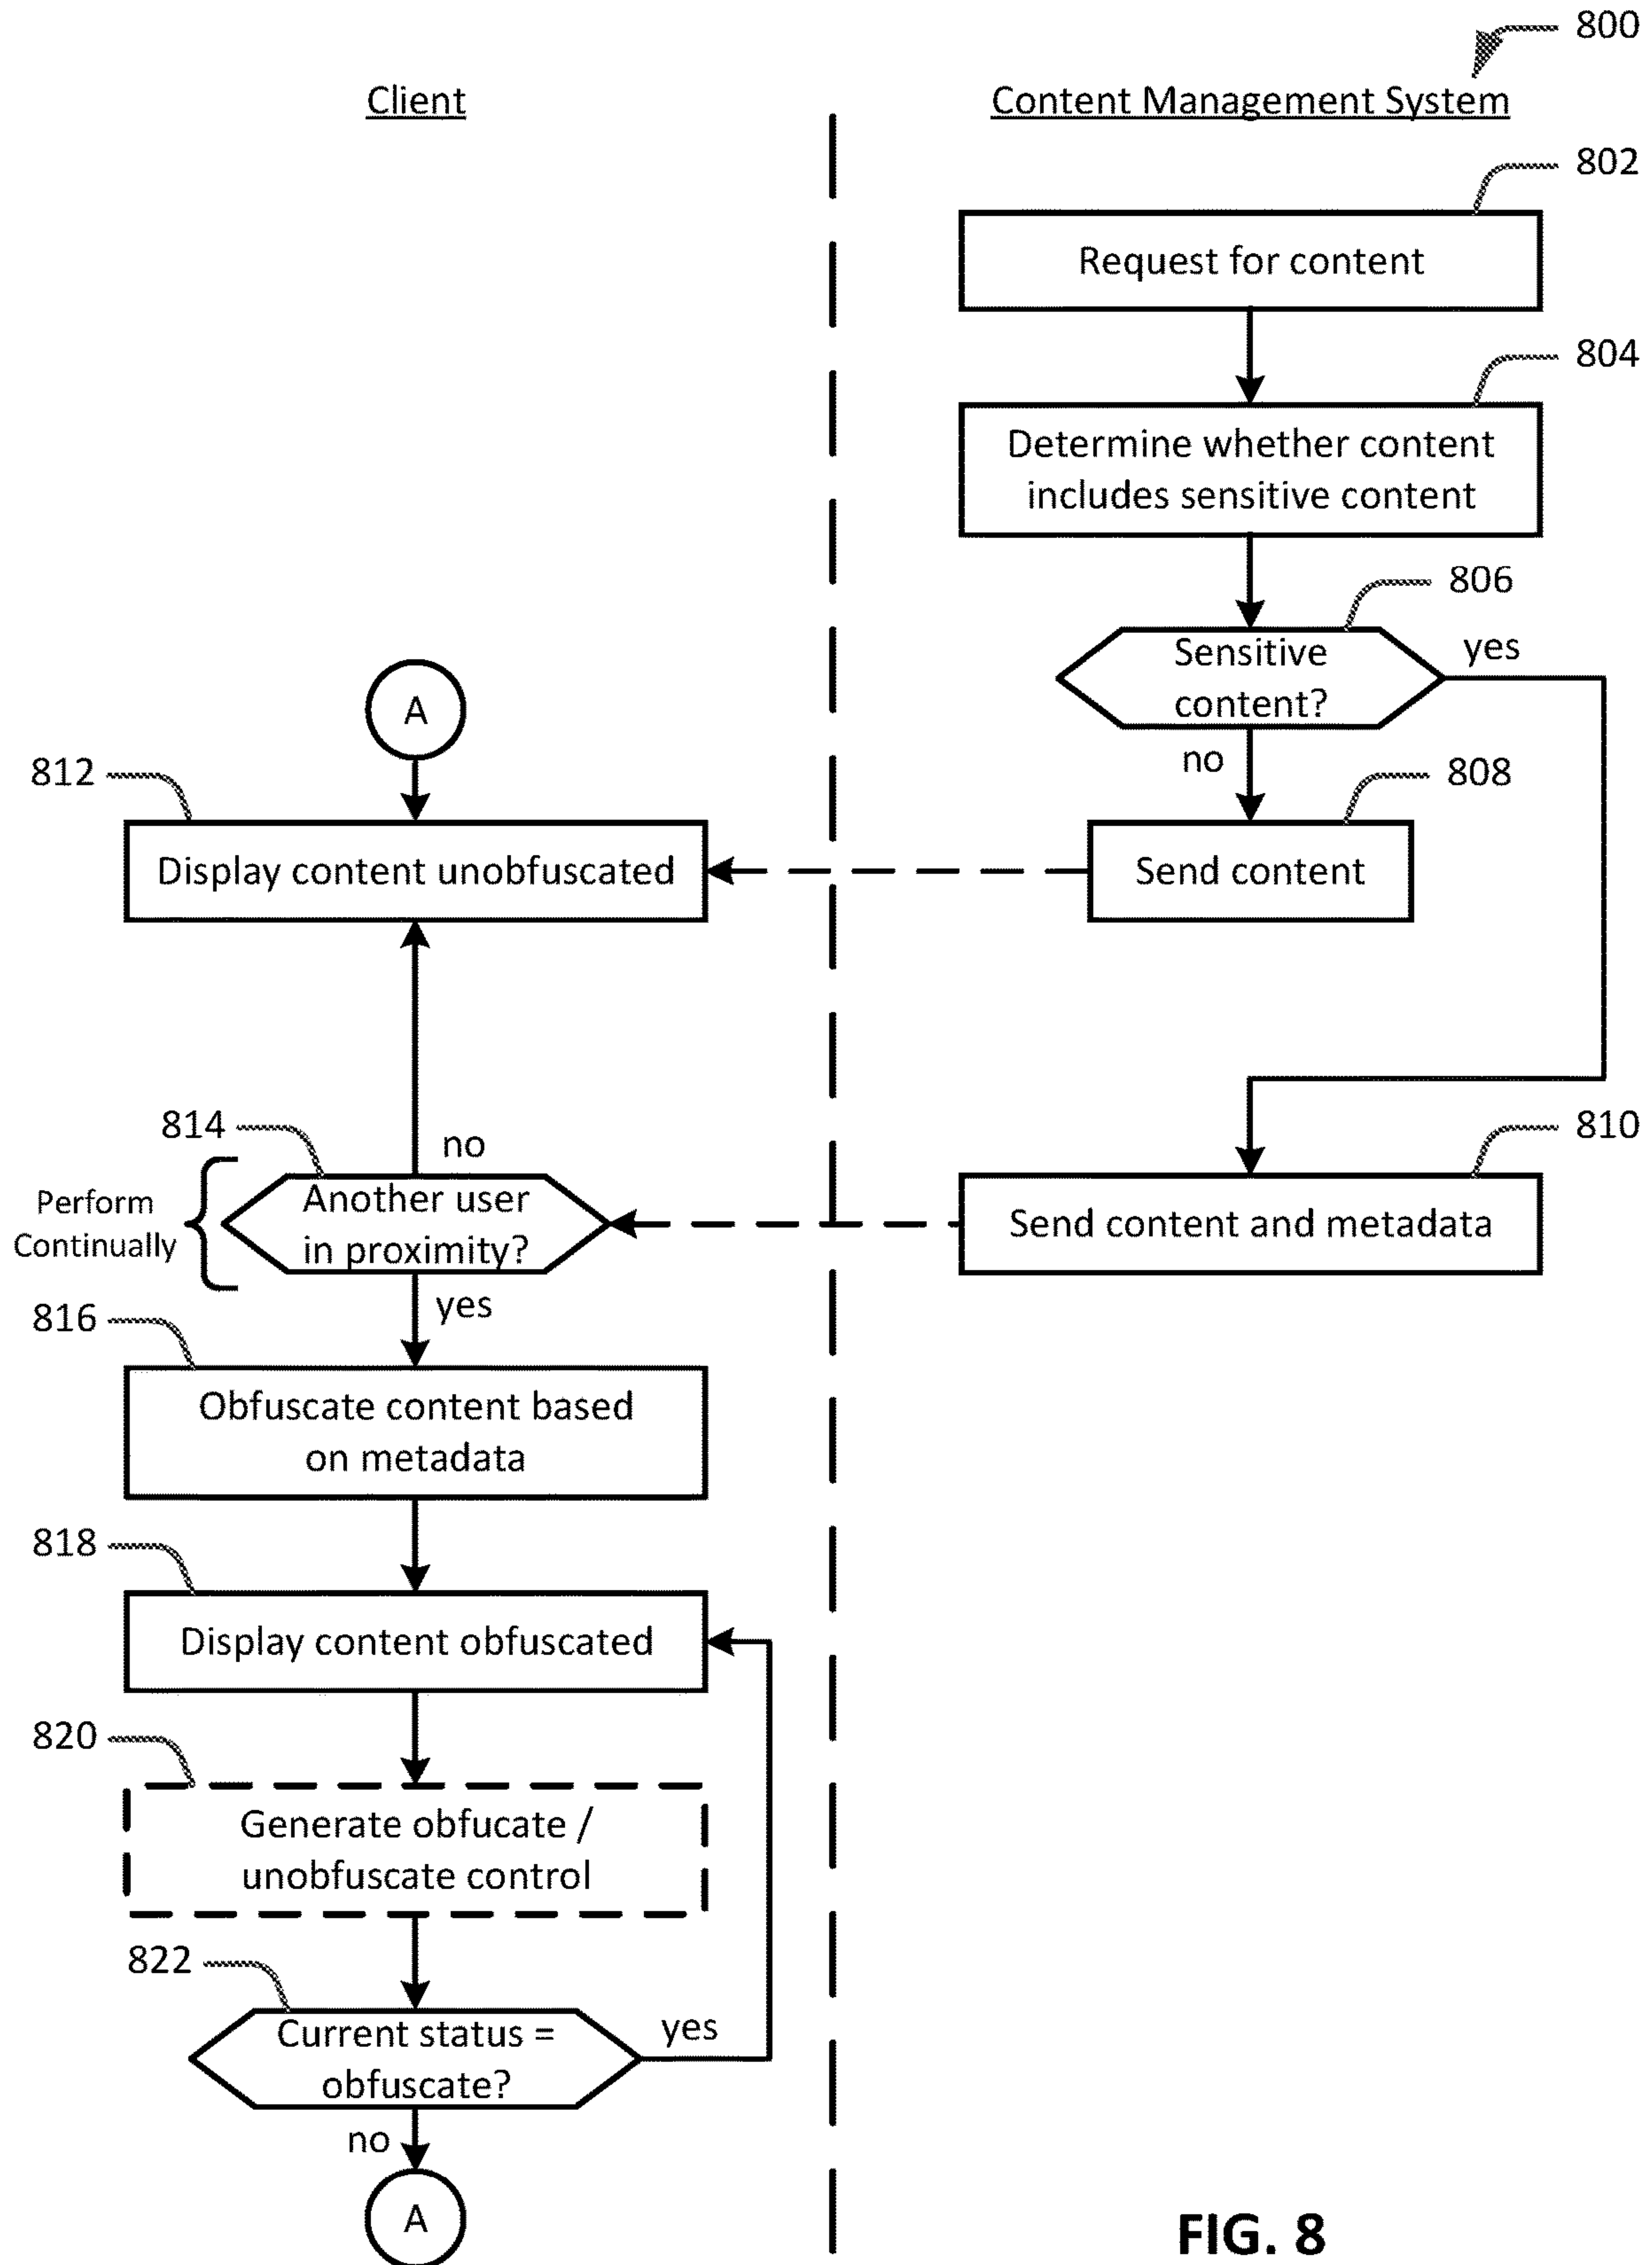 800
Client
Content Management System
802
Request for content
804
Determine whether content
includes sensitive content
806
Sensitive
content?
yes
no
A
812
808
Display content unobfuscated
Send content
814
no
810
Perform
Continually
Another user
in proximity?
Send content and metadata
yes
816
Obfuscate content based
on metadata
818
Display content obfuscated
820
Generate obfucate /
unobfuscate control
822
Current status =
obfuscate?
yes
no
A
FIG. 8